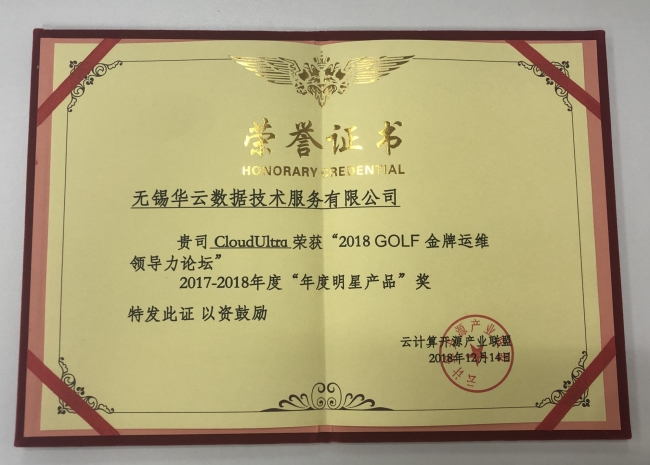 荣誉证书
HONORARY CREDENTIAL
无锡华云数据技术服务有限公司
贵司 CloudUltra 荣获“2018 GOLF 金牌运维
领导力论坛”
2017-2018年度“年度明星产品”奖
特发此证 以资鼓励
云计算开源产业联盟
2018年12月14日